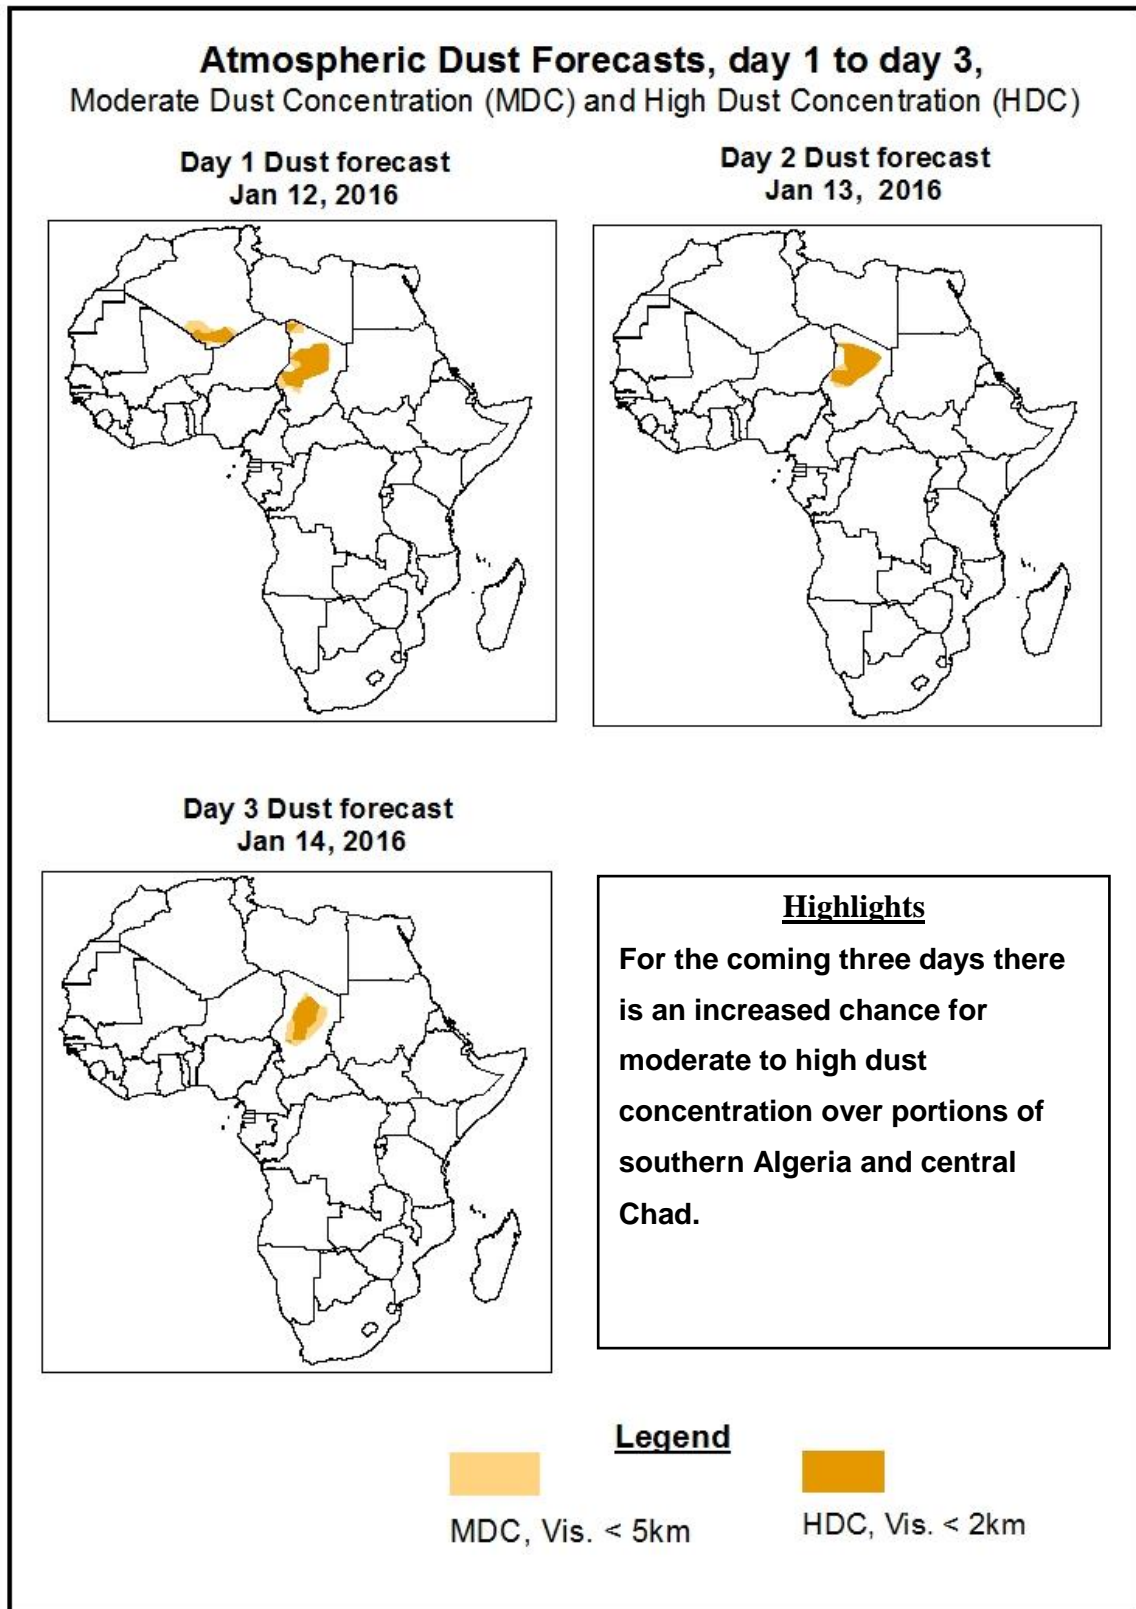 Atmospheric Dust Forecasts, day 1 to day 3,
Moderate Dust Concentration (MDC) and High Dust Concentration (HDC)
Day 1 Dust forecast
Jan 12, 2016
Day 2 Dust forecast
Jan 13, 2016
Day 3 Dust forecast
Jan 14, 2016
Highlights
For the coming three days there
is an increased chance for
moderate to high dust
concentration over portions of
southern Algeria and central
Chad.
Legend
MDC, Vis. < 5km
HDC, Vis. < 2km